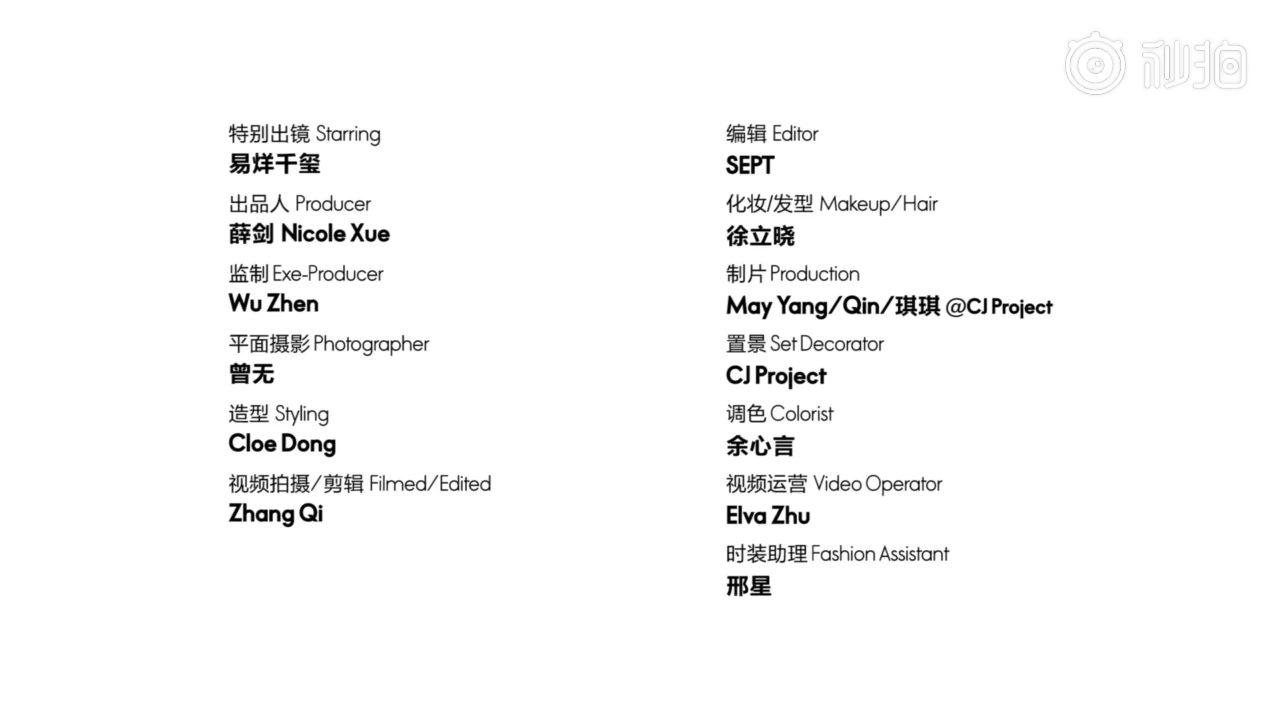 秒拍
特别出镜 Starring
易烊千玺
出品人 Producer
薛剑 Nicole Xue
监制 Exe-Producer
Wu Zhen
平面摄影 Photographer
曾无
造型 Styling
Cloe Dong
视频拍摄/剪辑 Filmed/Edited
Zhang Qi
编辑 Editor
SEPT
化妆/发型 Makeup/Hair
徐立晓
制片 Production
May Yang/Qin/琪琪 @CJ Project
置景 Set Decorator
CJ Project
调色 Colorist
余心言
视频运营 Video Operator
Elva Zhu
时装助理 Fashion Assistant
邢星